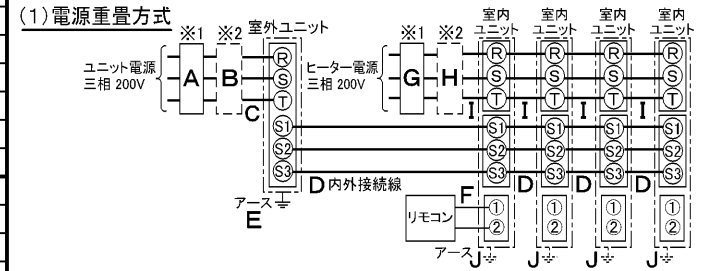 (1)電源重畳方式
※1 ※2 室外ユニット
ユニット電源
三相 200V
A B C
R
S
T
S1
S2
S3
アース
E
D 内外接続線
※1 ※2
ヒーター電源
三相 200V
G H
室内
ユニット
室内
ユニット
室内
ユニット
室内
ユニット
R R R R
S S S S
T T T T
I I I I
S1 S1 S1 S1
S2 S2 S2 S2
S3 S3 S3 S3
D D D
F
リモコン
① ① ① ①
② ② ② ②
アース J J J J